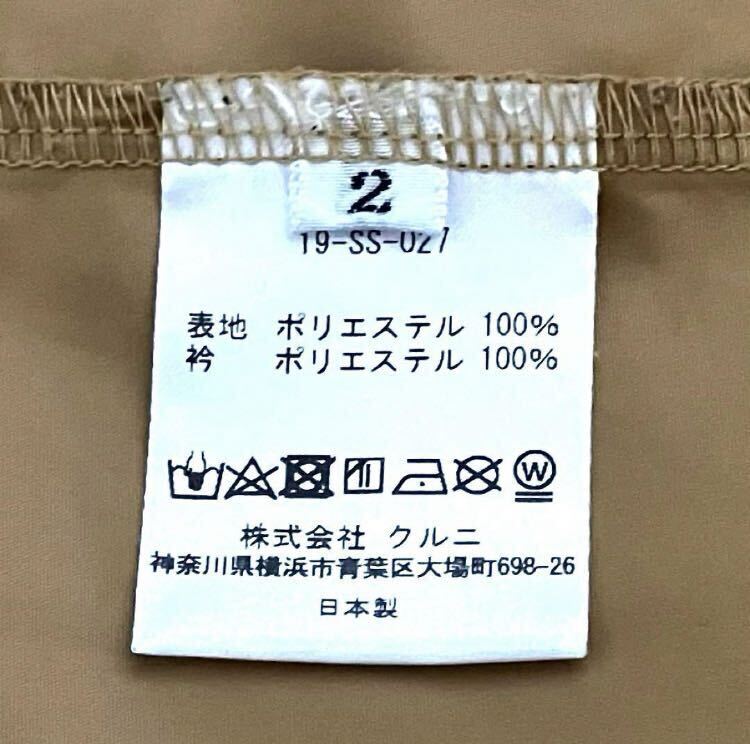 2
19-SS-027
表地 ポリエステル 100%
衿 ポリエステル 100%
W
株式会社 クルニ
神奈川県横浜市青葉区大場町698-26
日本製